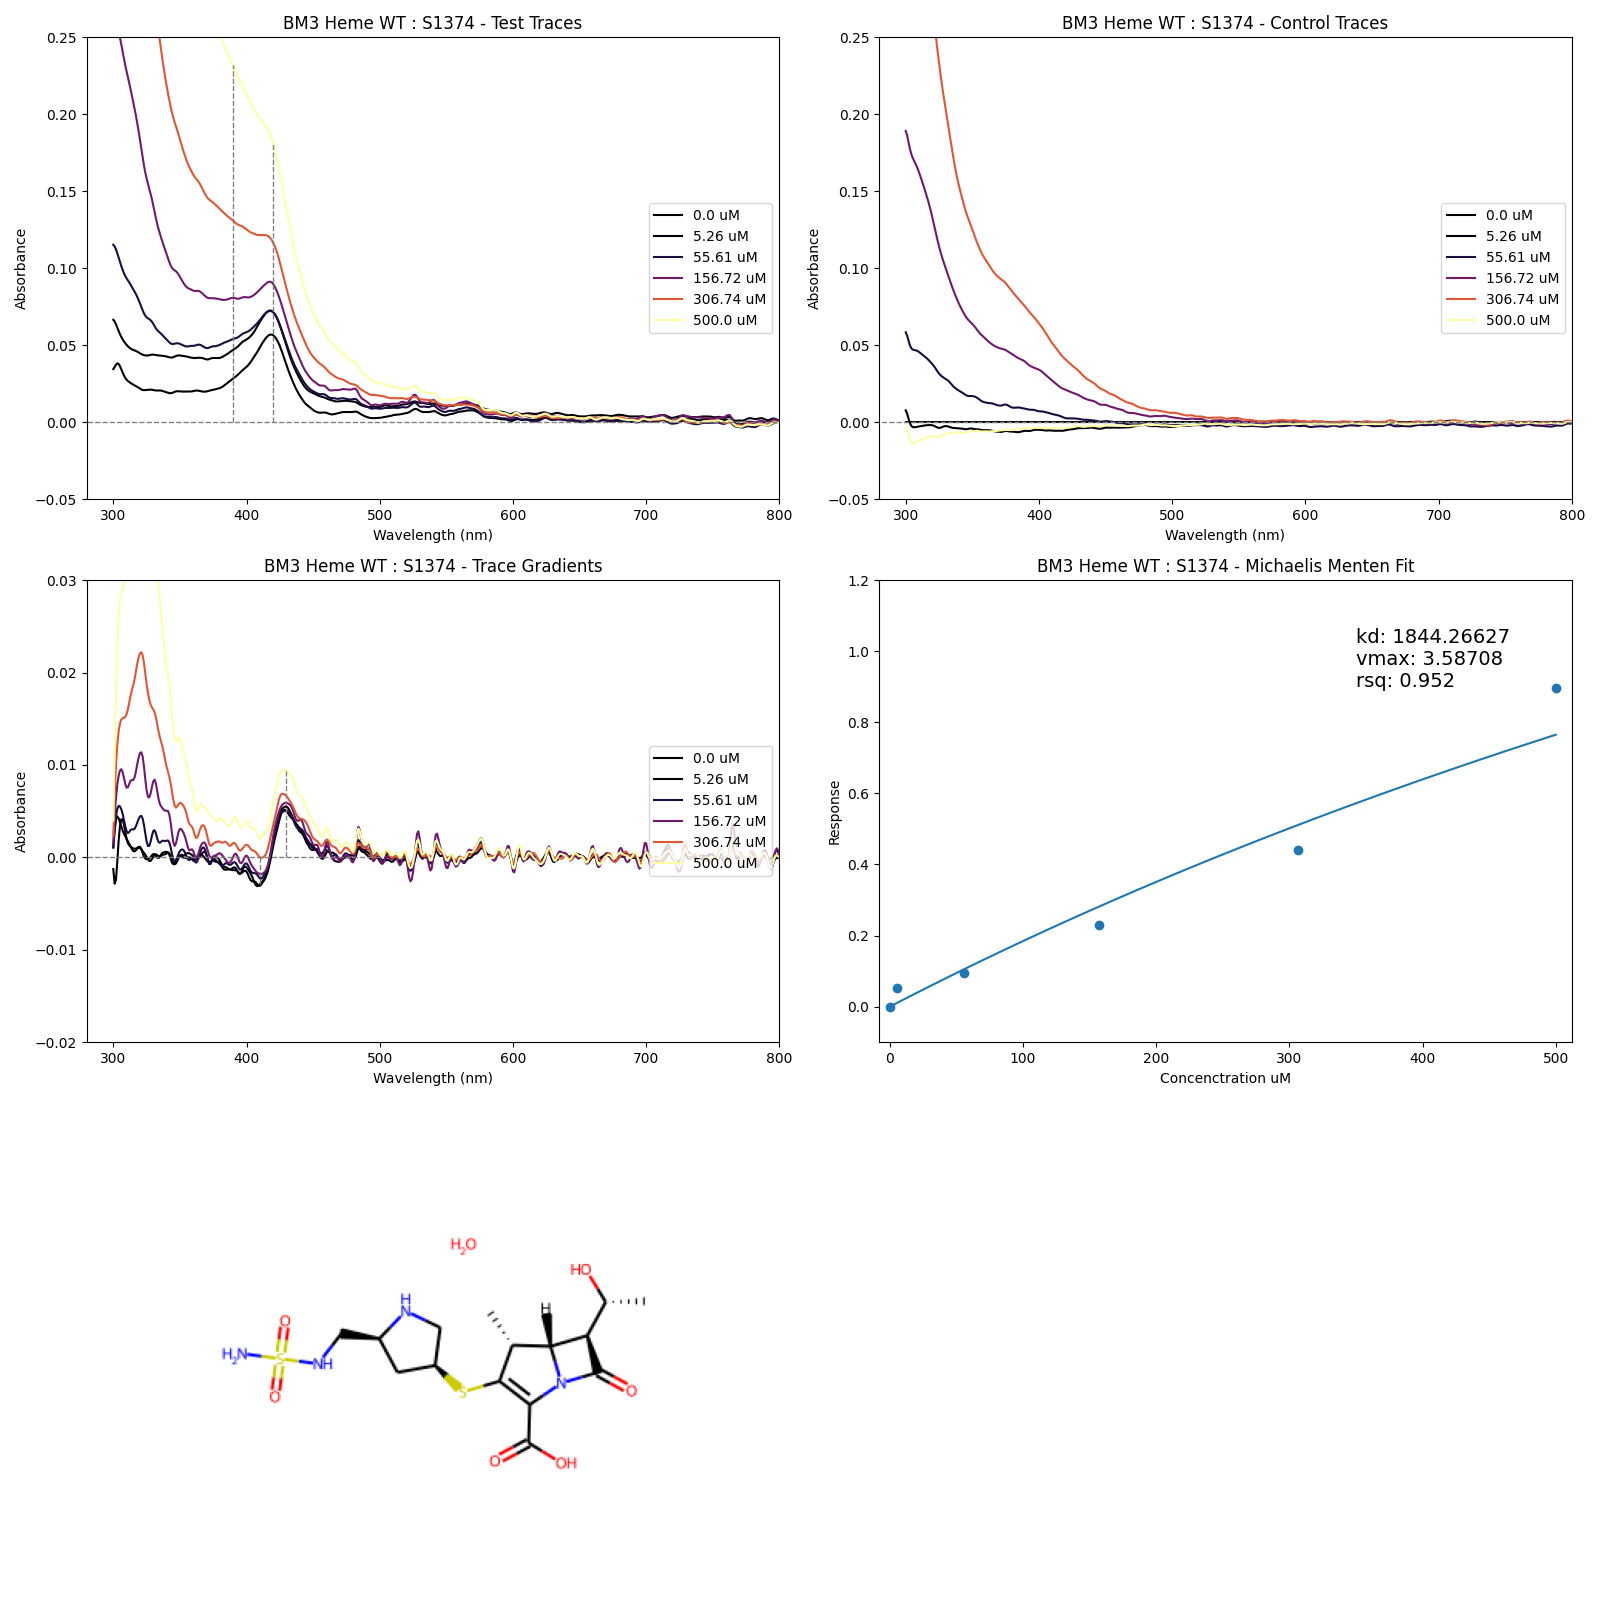 BM3 Heme WT : S1374 - Test Traces
0.25
0.20
0.15
0.10
0.05
0.00
−0.05
Absorbance
300 400 500 600 700 800
Wavelength (nm)
0.0 uM
5.26 uM
55.61 uM
156.72 uM
306.74 uM
500.0 uM
BM3 Heme WT : S1374 - Control Traces
0.25
0.20
0.15
0.10
0.05
0.00
−0.05
Absorbance
300 400 500 600 700 800
Wavelength (nm)
0.0 uM
5.26 uM
55.61 uM
156.72 uM
306.74 uM
500.0 uM
BM3 Heme WT : S1374 - Trace Gradients
0.03
0.02
0.01
0.00
−0.01
−0.02
Absorbance
300 400 500 600 700 800
Wavelength (nm)
0.0 uM
5.26 uM
55.61 uM
156.72 uM
306.74 uM
500.0 uM
BM3 Heme WT : S1374 - Michaelis Menten Fit
1.2
1.0
0.8
0.6
0.4
0.2
0.0
Response
kd: 1844.26627
vmax: 3.58708
rsq: 0.952
0 100 200 300 400 500
Concenctration uM
H2O
HO
H
H
N
O
H2N
S
NH
O
S
N
O
O
OH